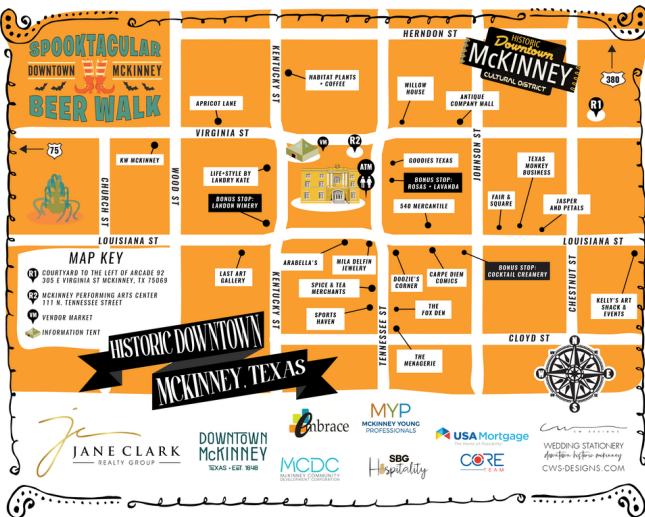 SPOOKTACULAR
DOWNTOWN McKINNEY
BEER WALK
HERNDON ST
HISTORIC
Downtown
McKINNEY
CULTURAL DISTRICT
380
R1
KENTUCKY ST
HABITAT PLANTS
+ COFFEE
WILLOW
HOUSE
ANTIQUE
COMPANY MALL
APRICOT LANE
VIRGINIA ST
JOHNSON ST
75
KW MCKINNEY
VM
R2
ATM
GOODIES TEXAS
TEXAS
MONKEY
BUSINESS
LIFE+STYLE BY
LANDRY KATE
BONUS STOP:
ROSAS + LAVANDA
CHURCH ST
WOOD ST
BONUS STOP:
LANDON WINERY
540 MERCANTILE
FAIR &
SQUARE
JASPER
AND PETALS
LOUISIANA ST
LOUISIANA ST
MAP KEY
R1 COURTYARD TO THE LEFT OF ARCADE 92
305 E VIRGINIA ST MCKINNEY, TX 75069
R2 MCKINNEY PERFORMING ARTS CENTER
111 N. TENNESSEE STREET
VM VENDOR MARKET
INFORMATION TENT
LAST ART
GALLERY
KENTUCKY ST
ARABELLA'S
MILA DELFIN
JEWELRY
SPICE & TEA
MERCHANTS
SPORTS
HAVEN
TENNESSEE ST
DOOZIE'S
CORNER
CARPE DIEM
COMICS
BONUS STOP:
COCKTAIL CREAMERY
THE
FOX DEN
THE
MENAGERIE
CHESTNUT ST
KELLY'S ART
SHACK &
EVENTS
CLOYD ST
N
W E
S
HISTORIC DOWNTOWN
MCKINNEY, TEXAS
jc
JANE CLARK
REALTY GROUP
DOWNTOWN
McKINNEY
TEXAS - EST. 1848
embrace
MCDC
MCKINNEY COMMUNITY
DEVELOPMENT CORPORATION
MYP
MCKINNEY YOUNG
PROFESSIONALS
SBG
Hospitality
USA Mortgage
CORE
TEAM
CW DESIGNS
WEDDING STATIONERY
downtown historic mckinney
CWS-DESIGNS.COM